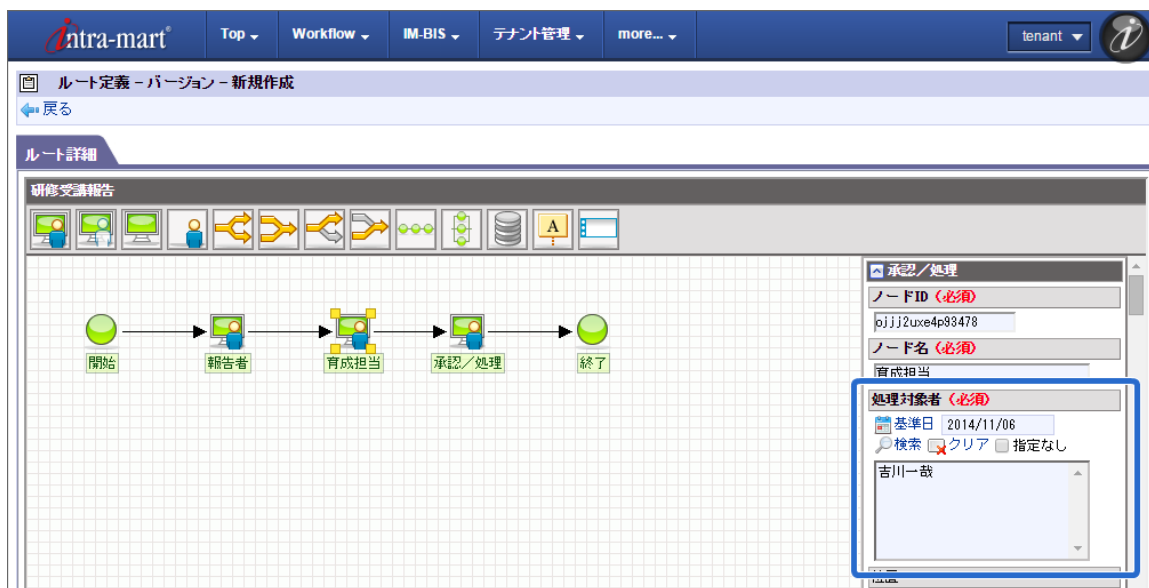 intra-mart®
Top
Workflow
IM-BIS
テナント管理
more...
tenant
ルート定義 - バージョン - 新規作成
戻る
ルート詳細
研修受講報告
A
承認/処理
ノードID (必須)
ojjj2uxe4p93478
ノード名 (必須)
育成担当
処理対象者 (必須)
基準日 2014/11/06
検索 クリア 指定なし
吉川一哉
開始
報告者
育成担当
承認/処理
終了